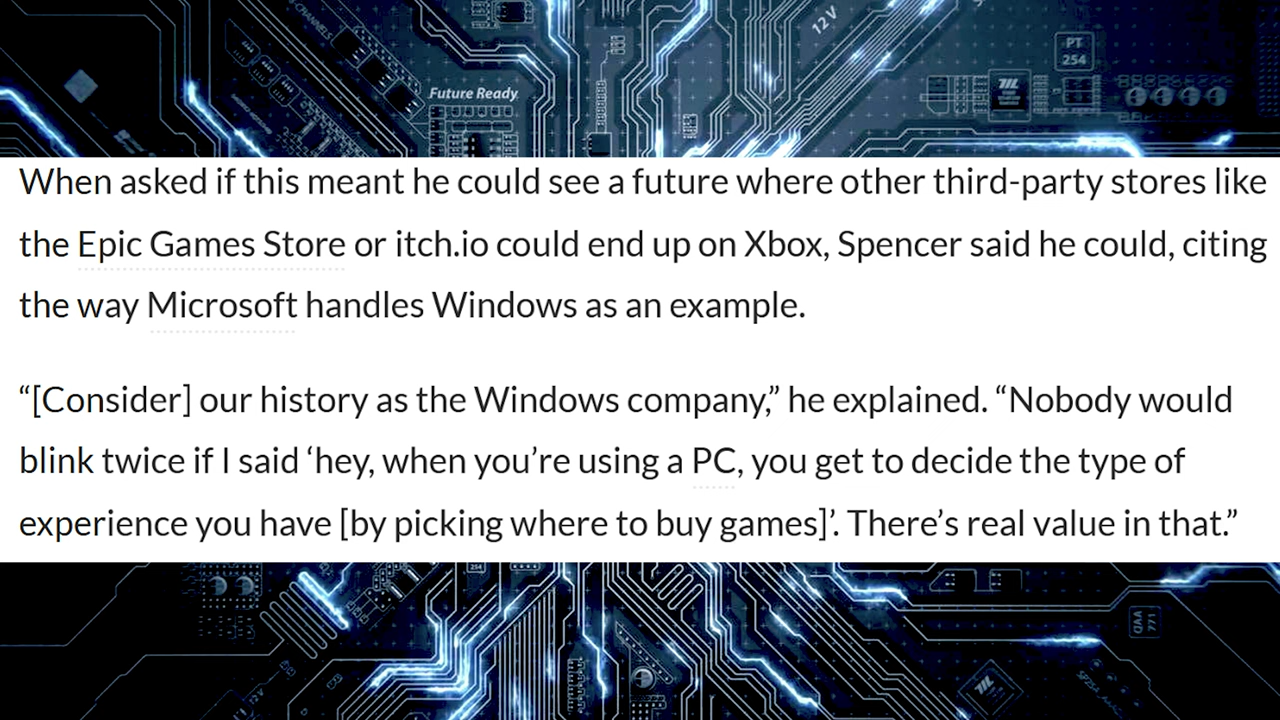 12V
PT
254
Future Ready
When asked if this meant he could see a future where other third-party stores like
the Epic Games Store or itch.io could end up on Xbox, Spencer said he could, citing
the way Microsoft handles Windows as an example.
“[Consider] our history as the Windows company,” he explained. “Nobody would
blink twice if I said ‘hey, when you’re using a PC, you get to decide the type of
experience you have [by picking where to buy games]’. There’s real value in that.”
254